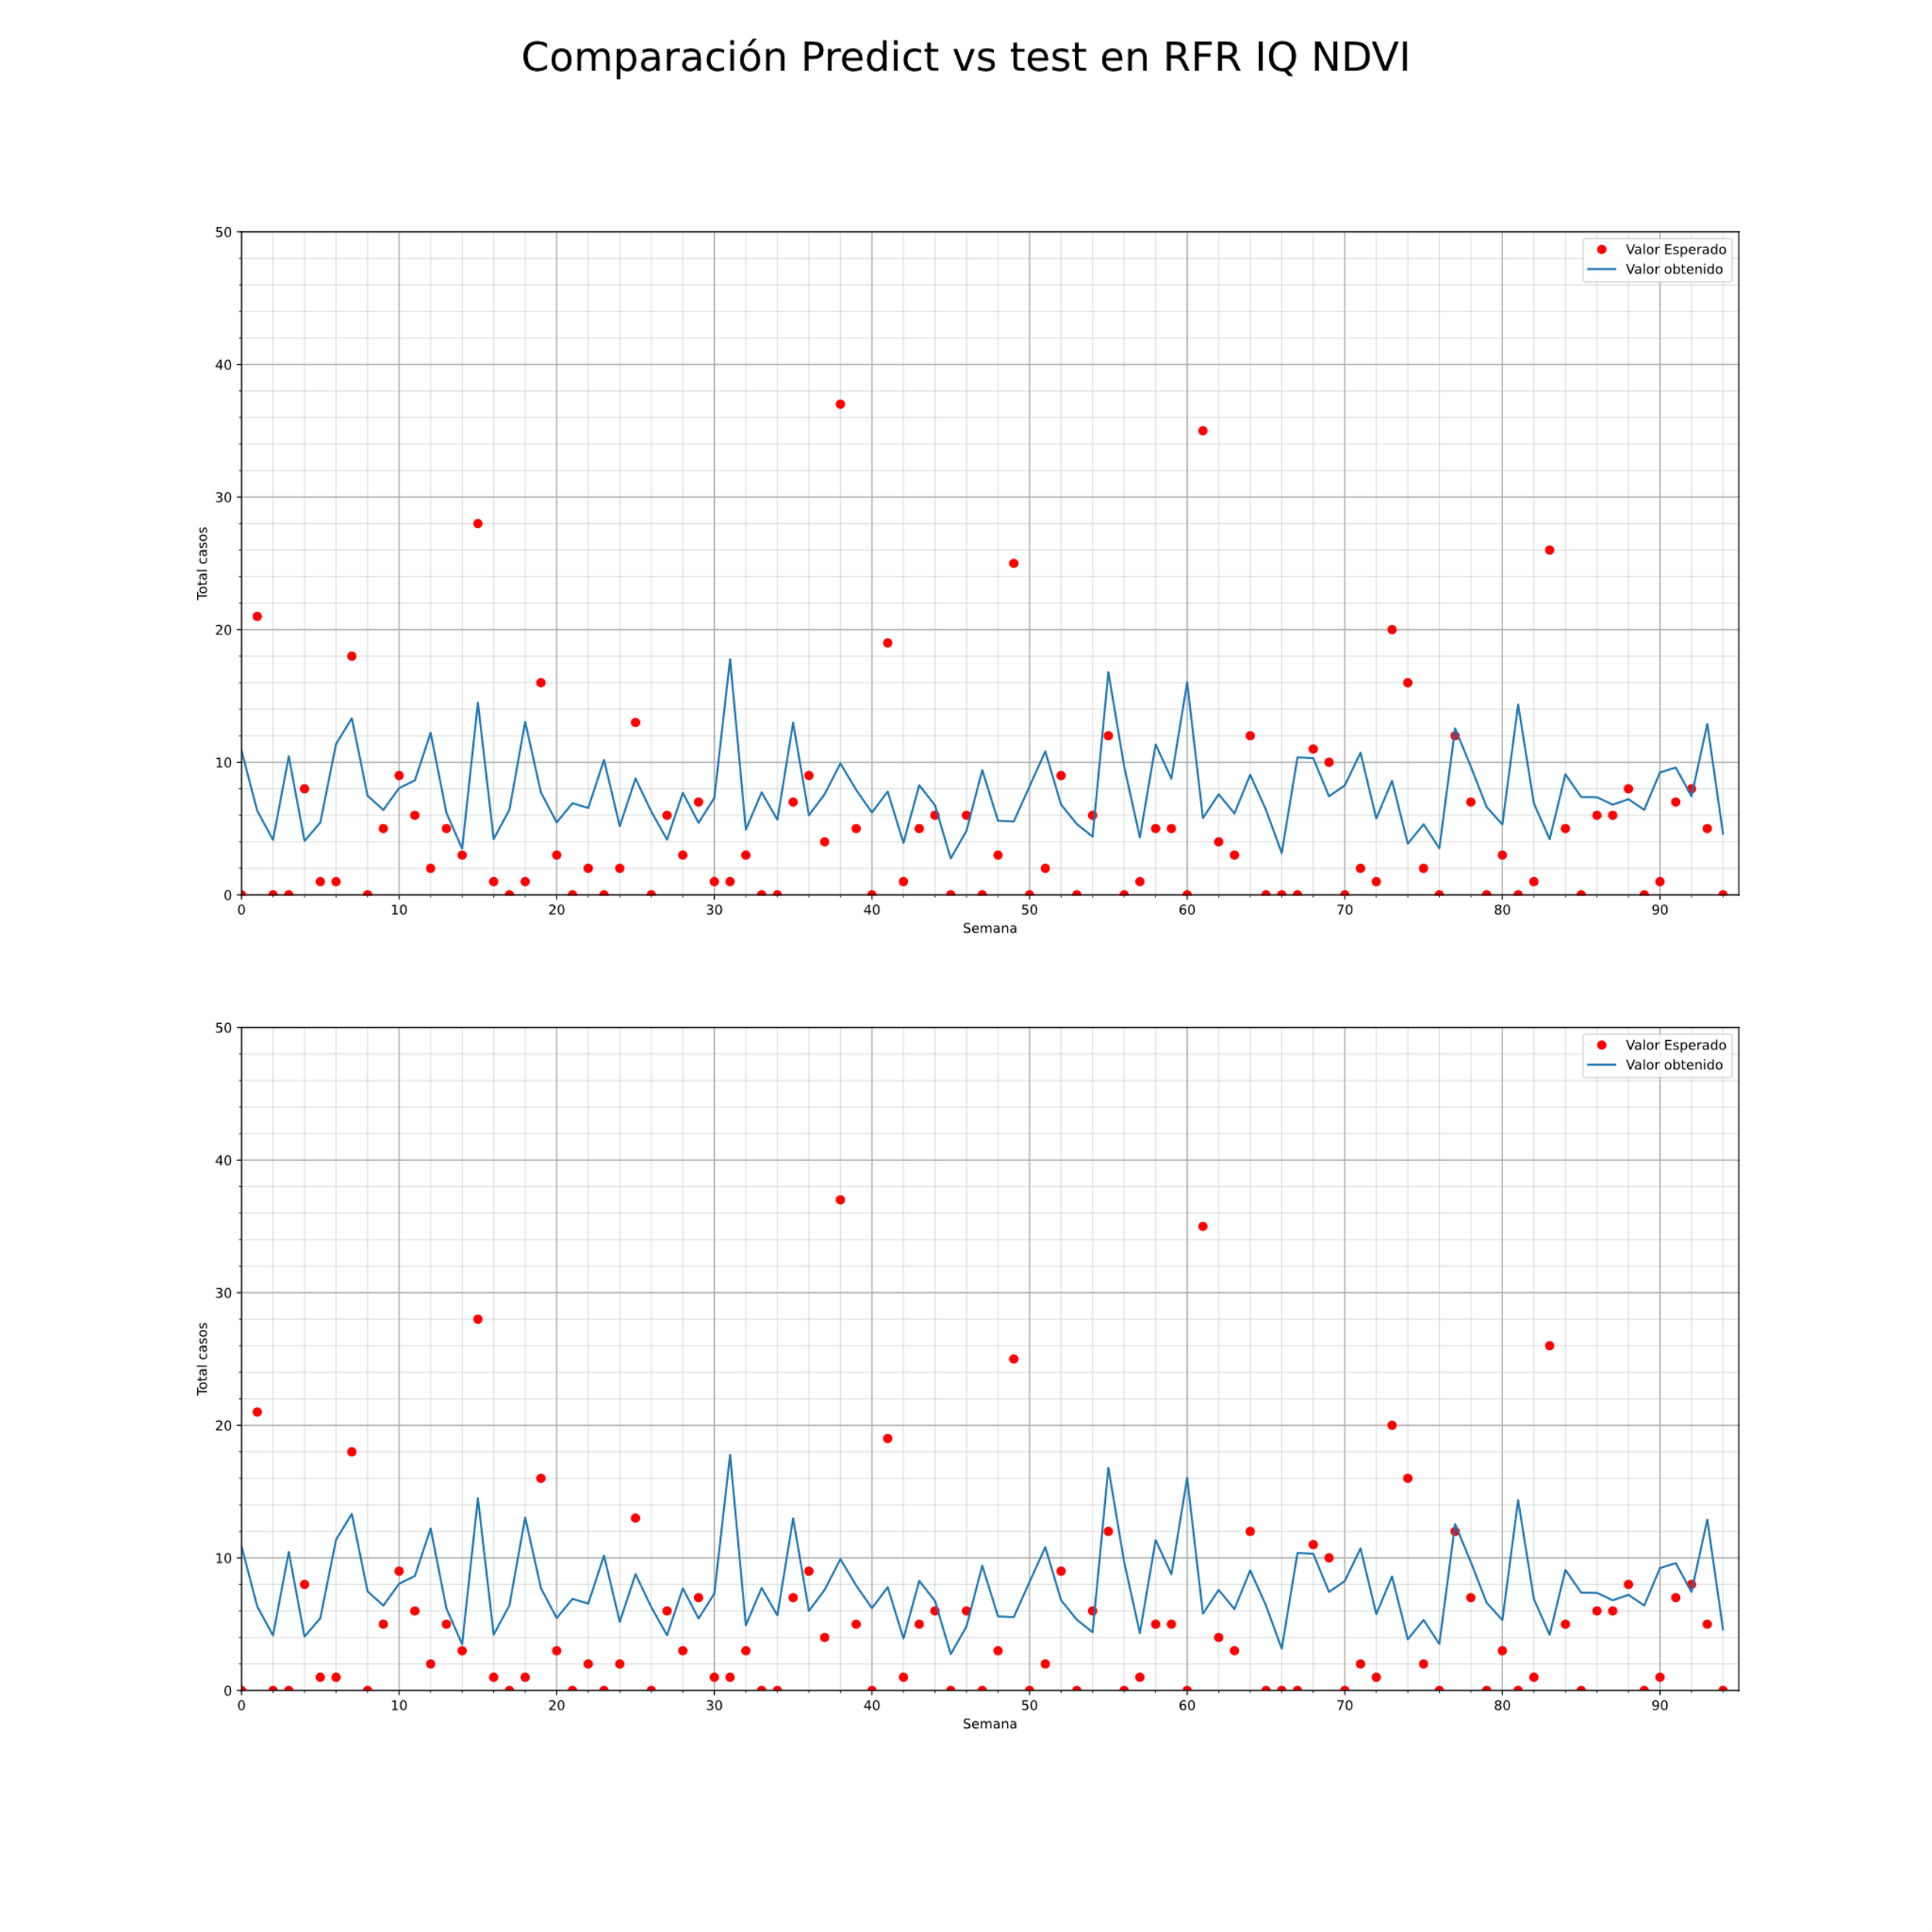 Comparación Predict vs test en RFR IQ NDVI
50
40
30
20
10
0
Total casos
Valor Esperado
Valor obtenido
0 10 20 30 40 50 60 70 80 90
Semana
50
40
30
20
10
0
Total casos
Valor Esperado
Valor obtenido
0 10 20 30 40 50 60 70 80 90
Semana